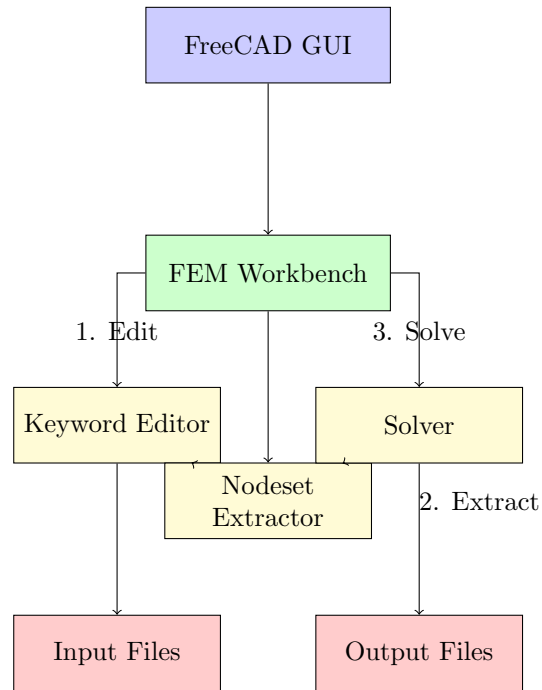 FreeCAD GUI
FEM Workbench
1. Edit
3. Solve
Keyword Editor
Solver
Nodeset
Extractor
2. Extract
Input Files
Output Files